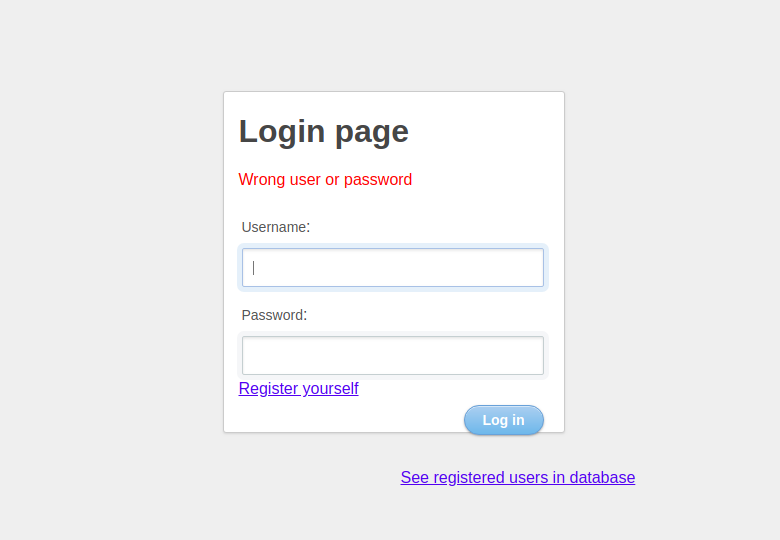 Login page
Wrong user or password
Username:
Password:
Register yourself
Log in
See registered users in database